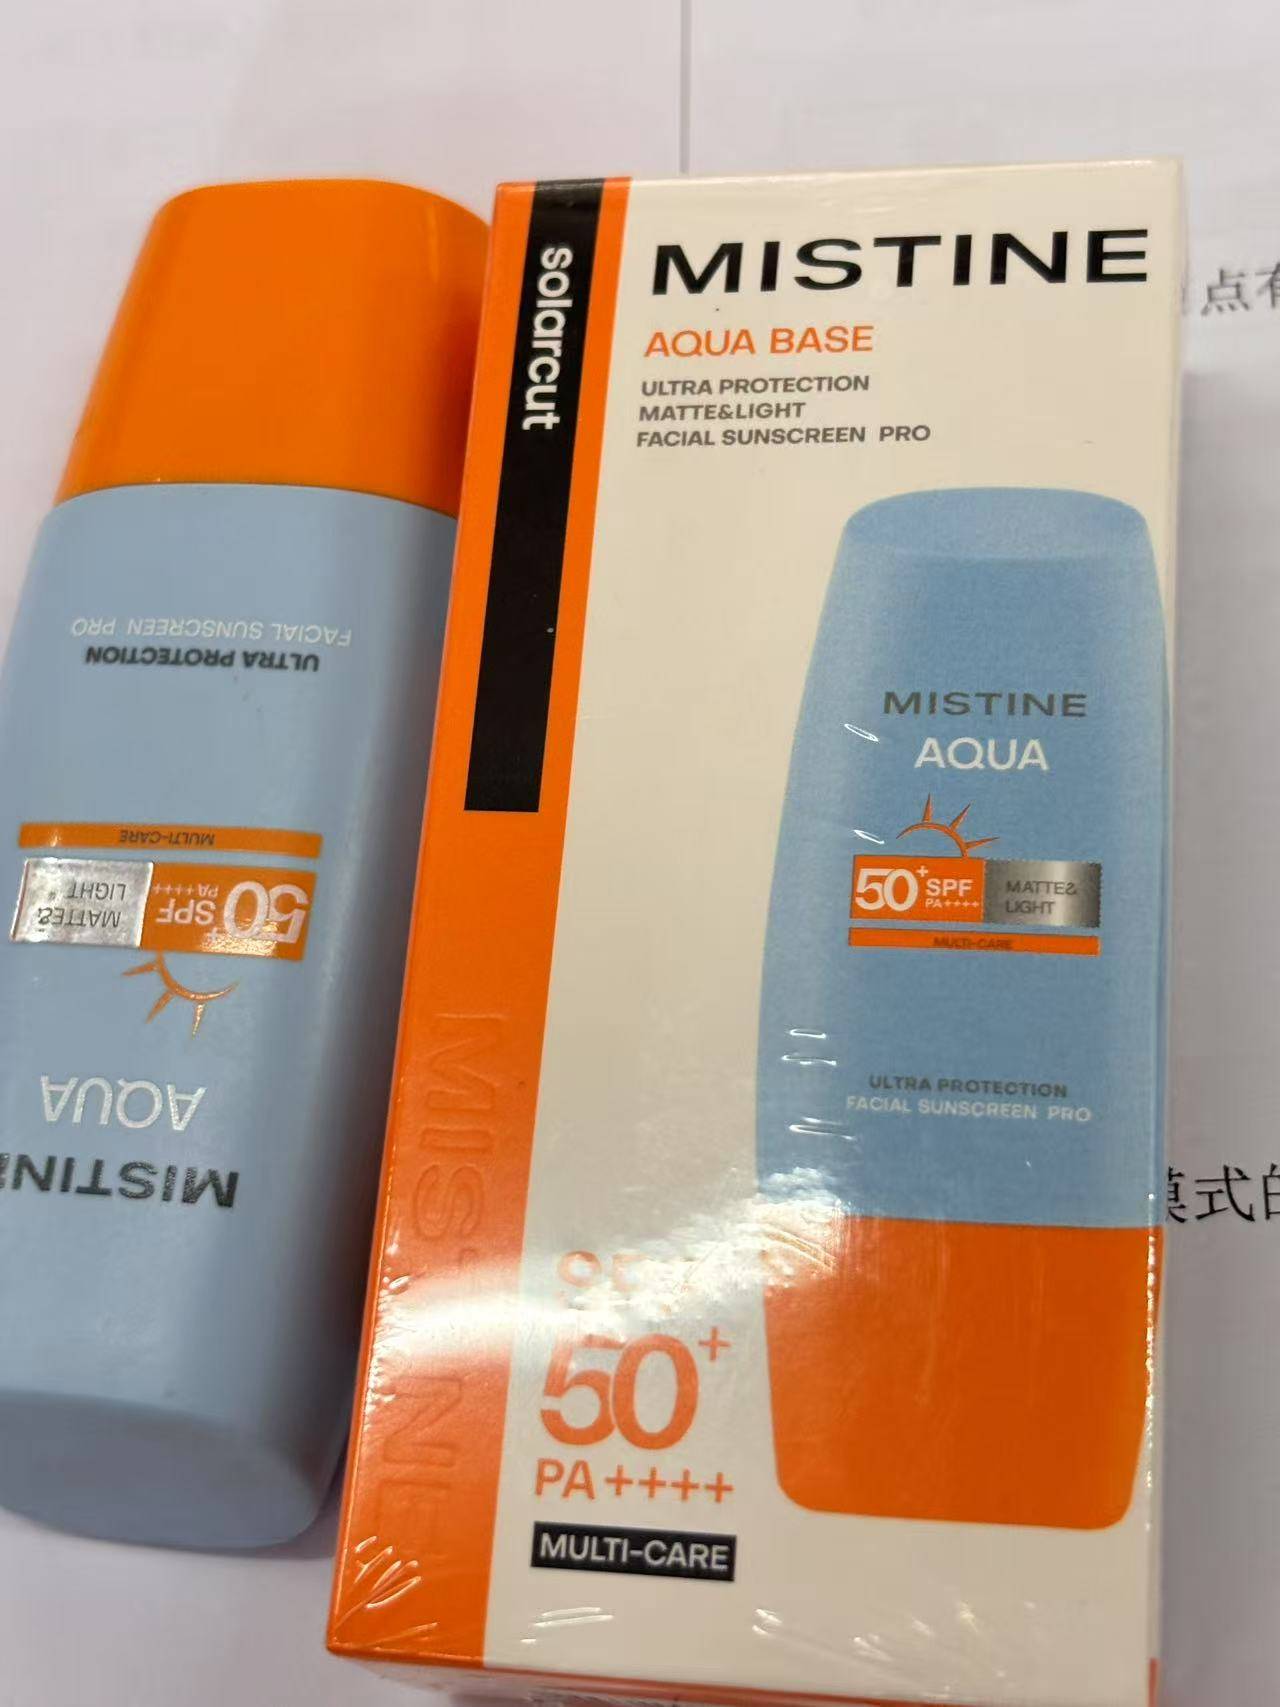 solarcut
MISTINE
AQUA BASE
ULTRA PROTECTION
MATTE&LIGHT
FACIAL SUNSCREEN PRO
MISTINE
AQUA
50+ SPF
PA++++
MATTE&
LIGHT
MULTI-CARE
ULTRA PROTECTION
FACIAL SUNSCREEN PRO
50+
PA++++
MULTI-CARE
MISTINE
AQUA
50+ SPF
PA++++
MATTE&
LIGHT
MULTI-CARE
ULTRA PROTECTION
FACIAL SUNSCREEN PRO
点有
模式的